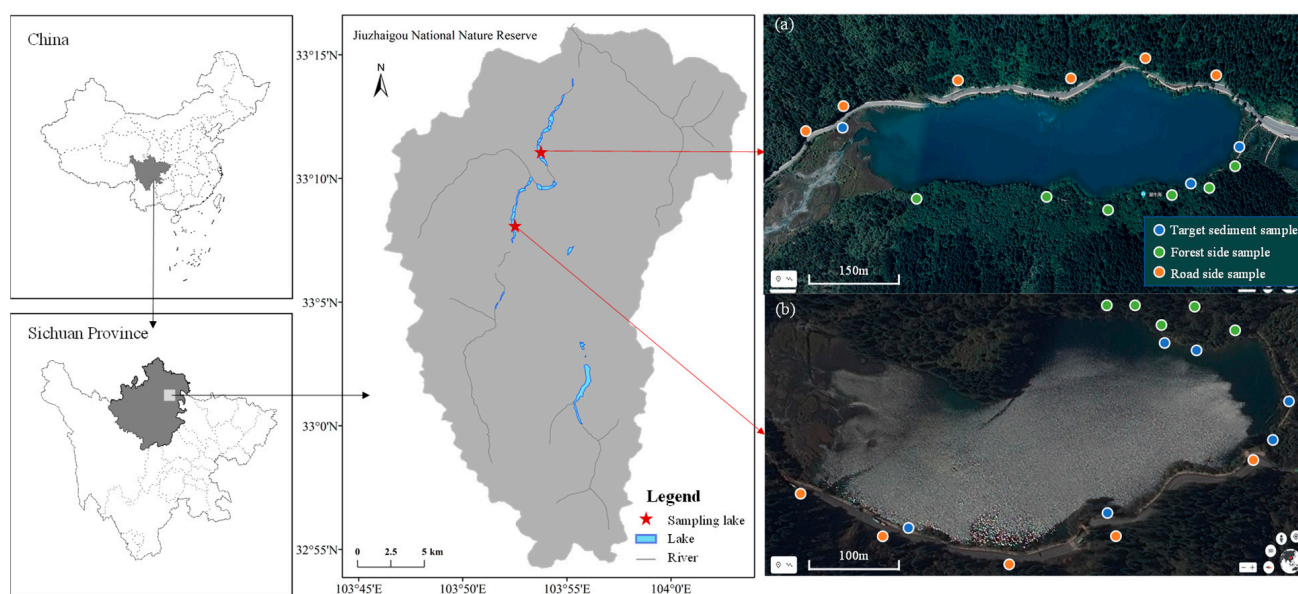 China
Sichuan Province
Jiuzhaigou National Nature Reserve
N
33°15'N
33°10'N
33°5'N
33°0'N
32°55'N
103°45'E
103°50'E
103°55'E
104°0'E
0 2.5 5 km
Legend
Sampling lake
Lake
River
(a)
150m
Target sediment sample
Forest side sample
Road side sample
(b)
100m